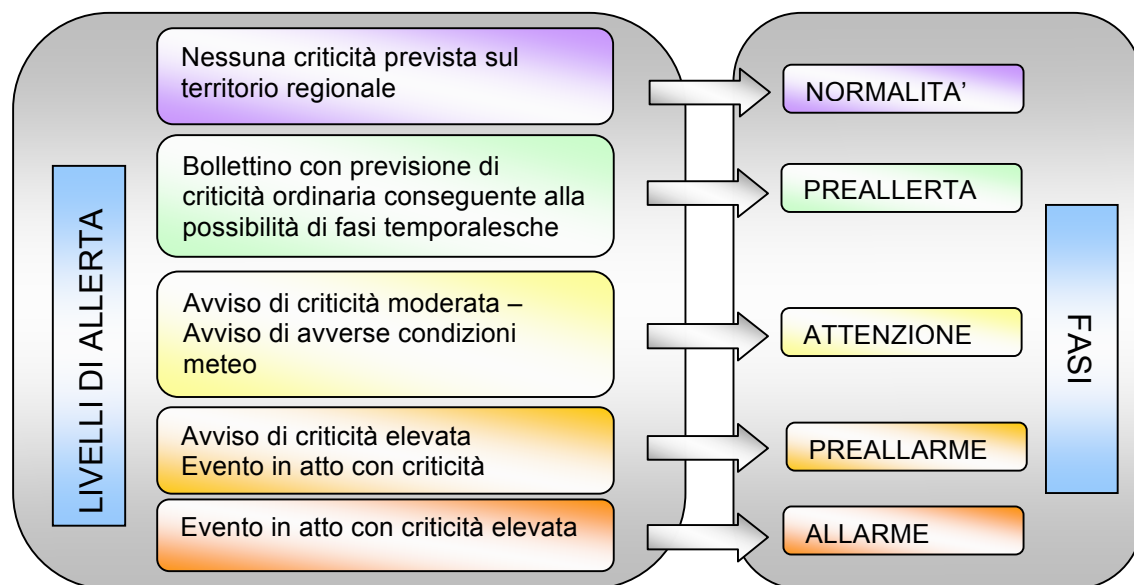 LIVELLI DI ALLERTA
Nessuna criticità prevista sul
territorio regionale
NORMALITA’
Bollettino con previsione di
criticità ordinaria conseguente alla
possibilità di fasi temporalesche
PREALLERTA
Avviso di criticità moderata –
Avviso di avverse condizioni
meteo
ATTENZIONE
Avviso di criticità elevata
Evento in atto con criticità
PREALLARME
Evento in atto con criticità elevata
ALLARME
FASI